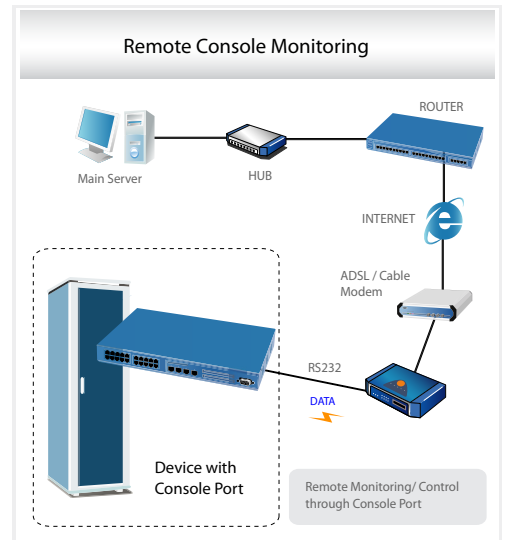 Remote Console Monitoring
ROUTER
Main Server
HUB
INTERNET
ADSL / Cable
Modem
RS232
DATA
Device with
Console Port
Remote Monitoring/ Control
through Console Port